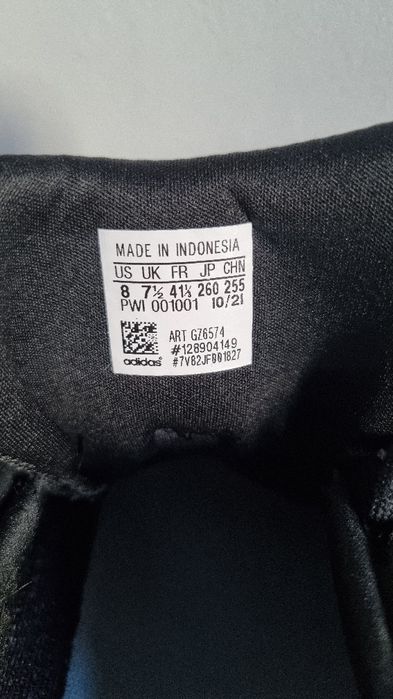 MADE IN INDONESIA
US UK FR JP CHN
8 7½ 41⅓ 260 255
PWI 001001 10/21
ART GZ6574
#128904149
adidas® #7V82JFD01827